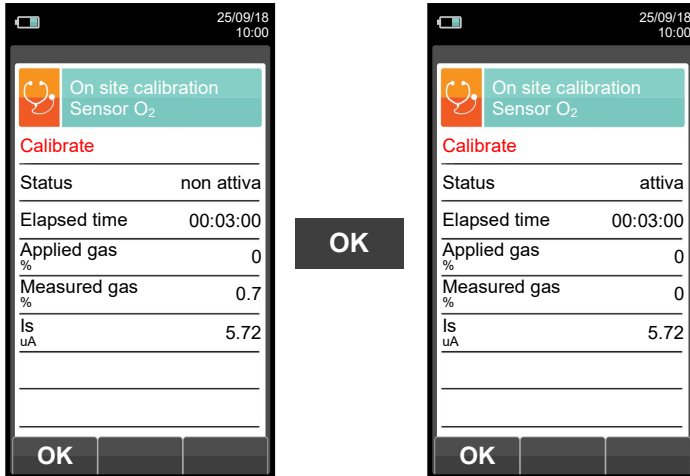 25/09/18
10:00
On site calibration
Sensor O₂
Calibrate
Status non attiva
Elapsed time 00:03:00
Applied gas
% 0
Measured gas
% 0.7
Is
uA 5.72
OK
OK
25/09/18
10:00
On site calibration
Sensor O₂
Calibrate
Status attiva
Elapsed time 00:03:00
Applied gas
% 0
Measured gas
% 0
Is
uA 5.72
OK